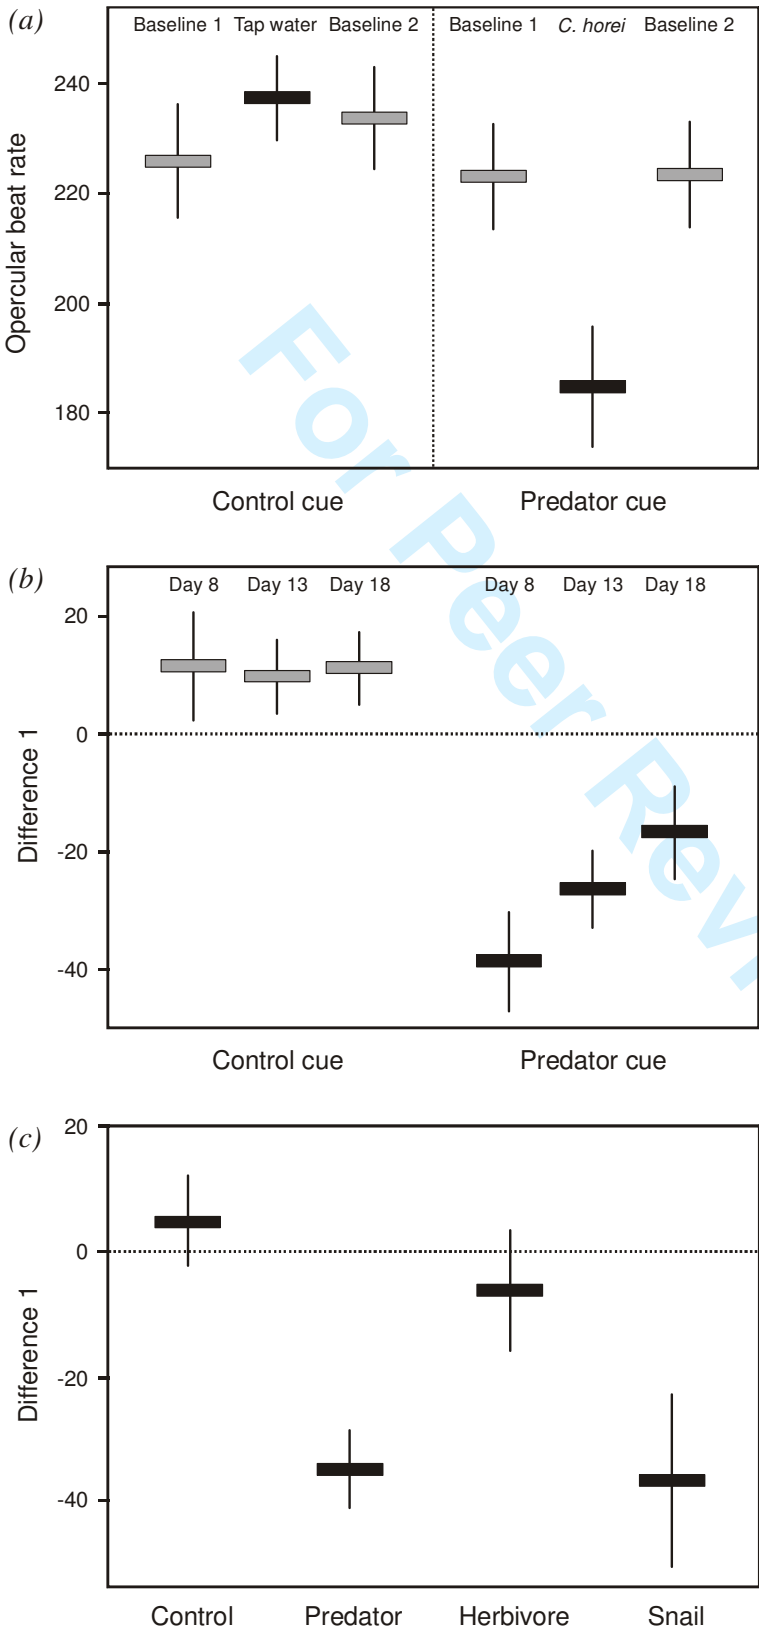 (a)
Baseline 1 Tap water Baseline 2 Baseline 1 C. horei Baseline 2
240
220
200
180
Opercular beat rate
Control cue Predator cue
(b)
Day 8 Day 13 Day 18 Day 8 Day 13 Day 18
20
0
-20
-40
Difference 1
Control cue Predator cue
(c)
20
0
-20
-40
Difference 1
Control Predator Herbivore Snail
For Peer Revi